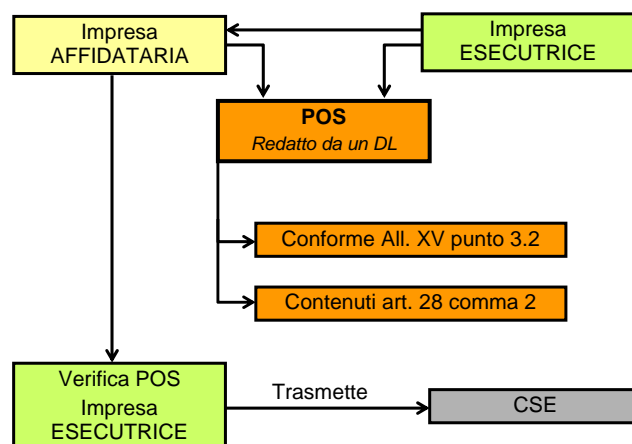 Impresa
AFFIDATARIA
Impresa
ESECUTRICE
POS
Redatto da un DL
Conforme All. XV punto 3.2
Contenuti art. 28 comma 2
Verifica POS
Impresa
ESECUTRICE
Trasmette
CSE